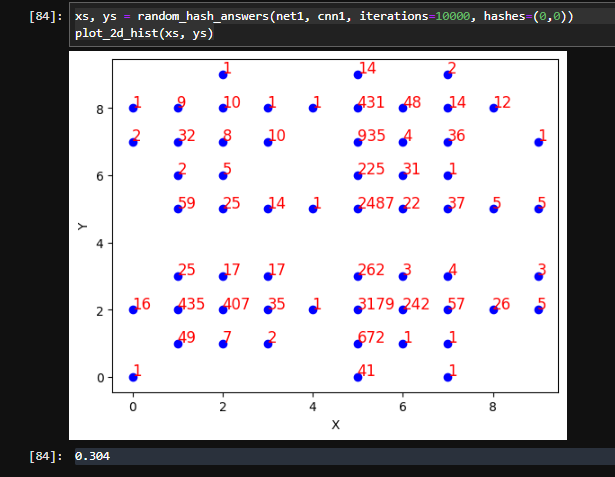 [84]: xs, ys = random_hash_answers(net1, cnn1, iterations=10000, hashes=(0,0))
plot_2d_hist(xs, ys)
1 14 2
8 1 9 10 1 1 431 48 14 12
2 32 8 10 935 4 36 1
6 2 5 225 31 1
59 25 14 1 2487 22 37 5 5
Y
4
25 17 17 262 3 4 3
2 16 435 407 35 1 3179 242 57 26 5
49 7 2 672 1 1
0 1 41 1
0 2 4 6 8
X
[84]: 0.304